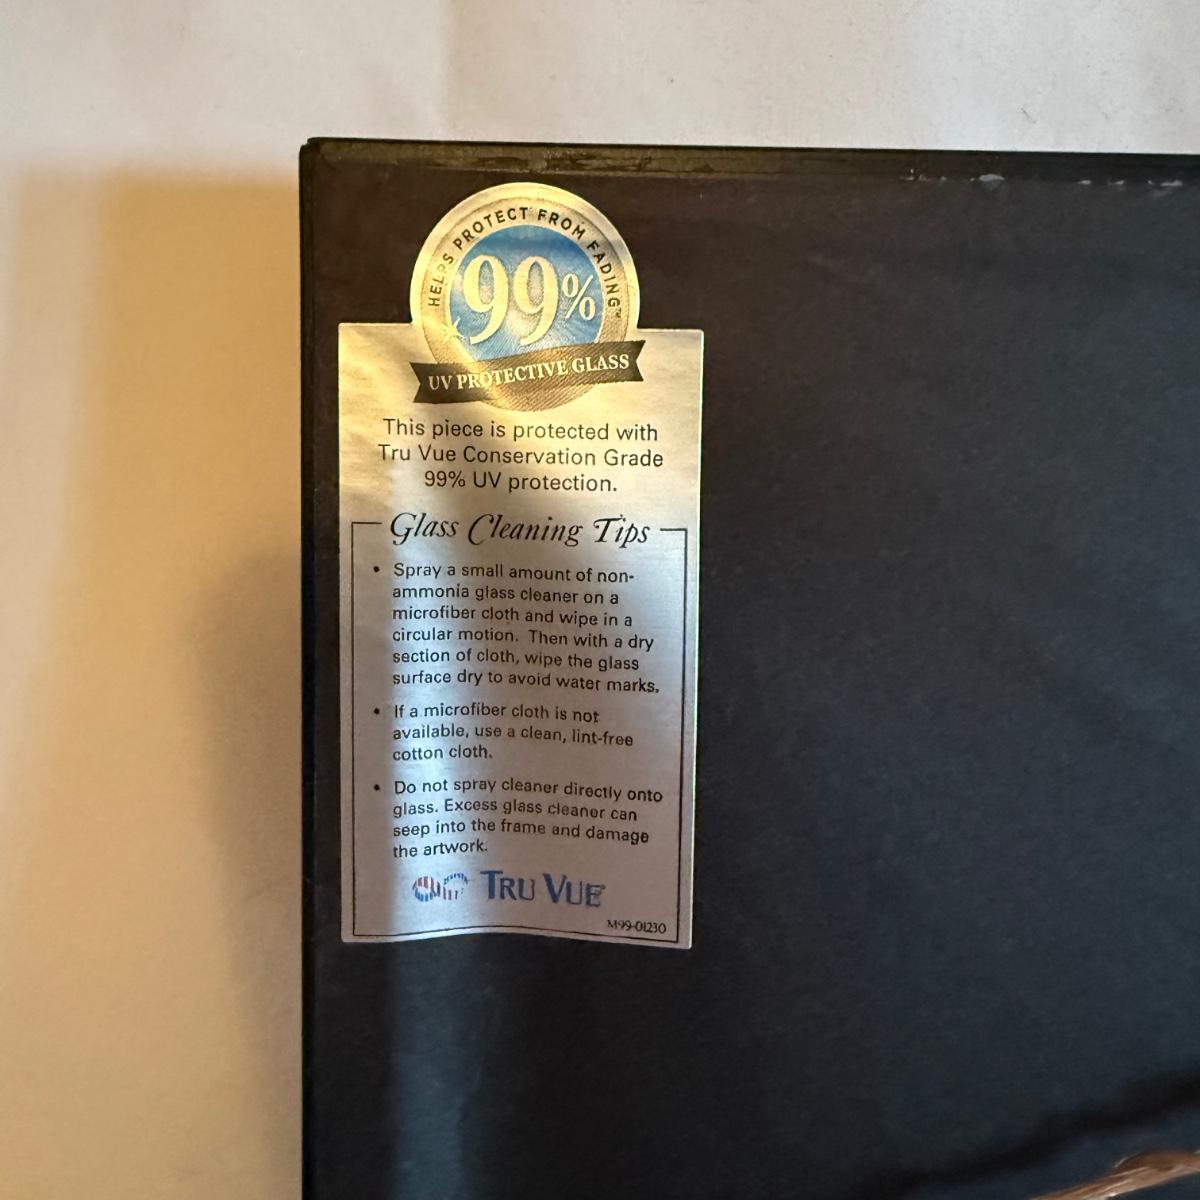 HELPS PROTECT FROM FADING™
99%
UV PROTECTIVE GLASS
This piece is protected with
Tru Vue Conservation Grade
99% UV protection.
Glass Cleaning Tips
• Spray a small amount of non-
ammonia glass cleaner on a
microfiber cloth and wipe in a
circular motion. Then with a dry
section of cloth, wipe the glass
surface dry to avoid water marks.
• If a microfiber cloth is not
available, use a clean, lint-free
cotton cloth.
• Do not spray cleaner directly onto
glass. Excess glass cleaner can
seep into the frame and damage
the artwork.
TRU VUE
M99-01230